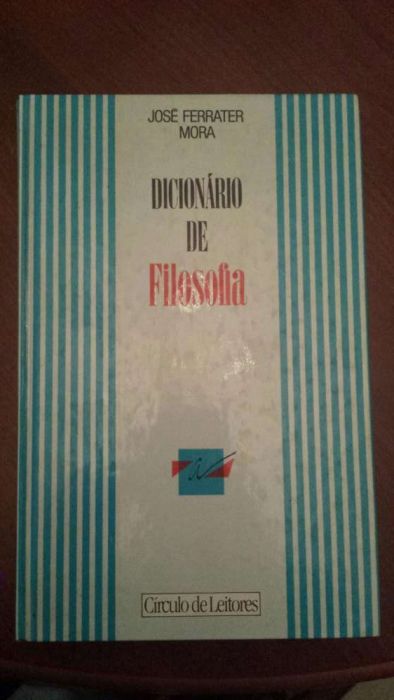 JOSÉ FERRATER
MORA
DICIONÁRIO
DE
Filosofia
Círculo de Leitores